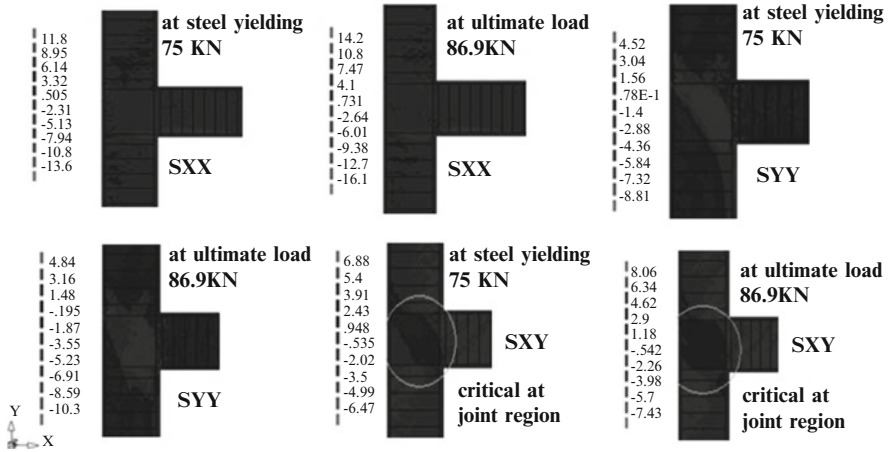 11.8
8.95
6.14
3.32
.505
-2.31
-5.13
-7.94
-10.8
-13.6
at steel yielding
75 KN
SXX
14.2
10.8
7.47
4.1
.731
-2.64
-6.01
-9.38
-12.7
-16.1
at ultimate load
86.9KN
SXX
4.52
3.04
1.56
.78E-1
-1.4
-2.88
-4.36
-5.84
-7.32
-8.81
at steel yielding
75 KN
SYY
4.84
3.16
1.48
-.195
-1.87
-3.55
-5.23
-6.91
-8.59
-10.3
at ultimate load
86.9KN
SYY
6.88
5.4
3.91
2.43
.948
-.535
-2.02
-3.5
-4.99
-6.47
at steel yielding
75 KN
SXY
critical at
joint region
8.06
6.34
4.62
2.9
1.18
-.542
-2.26
-3.98
-5.7
-7.43
at ultimate load
86.9KN
SXY
critical at
joint region
Y
X